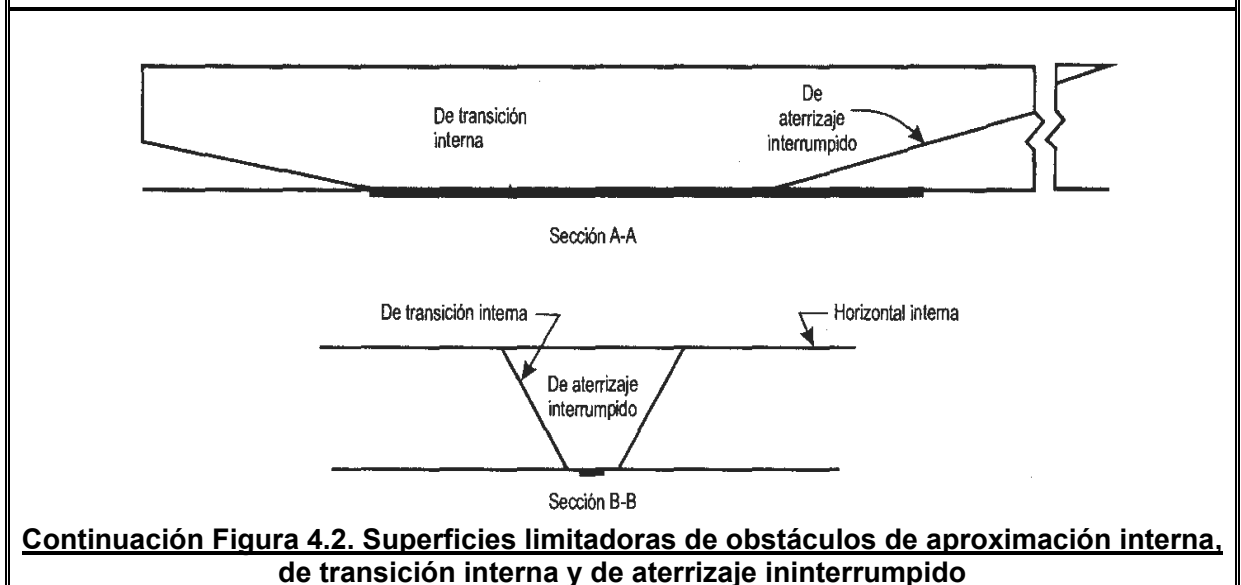 De transición
interna
De
aterrizaje
interrumpido
Sección A-A
De transición interna
Horizontal interna
De aterrizaje
interrumpido
Sección B-B
Continuación Figura 4.2. Superficies limitadoras de obstáculos de aproximación interna,
de transición interna y de aterrizaje ininterrumpido